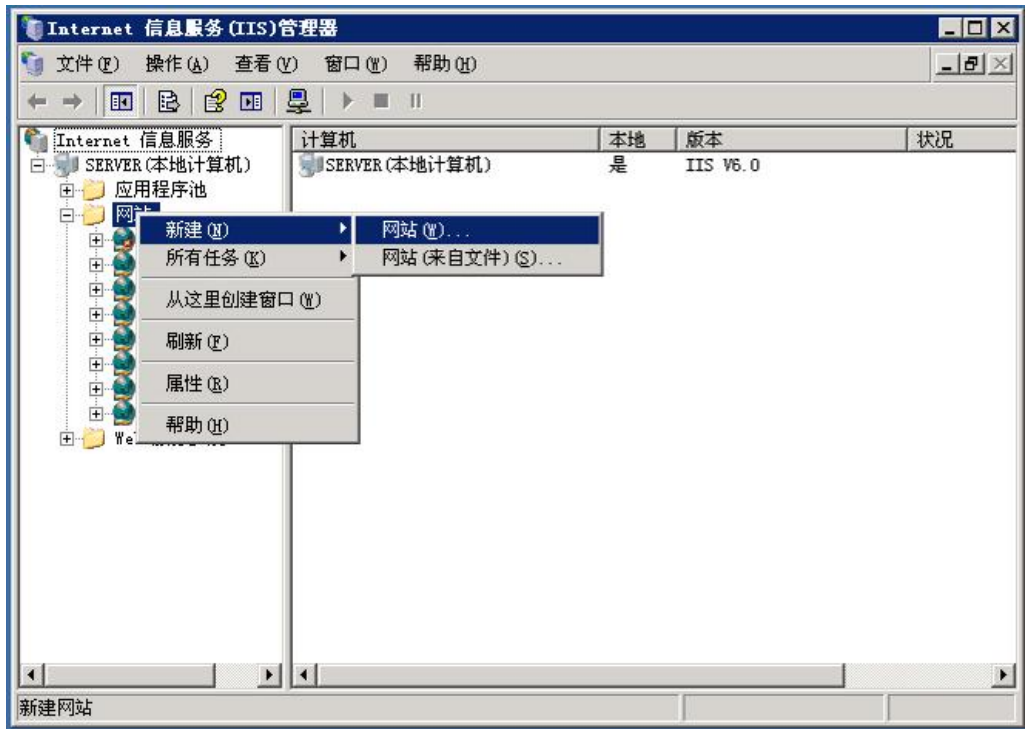 Internet 信息服务(IIS)管理器
文件(F) 操作(A) 查看(V) 窗口(W) 帮助(H)
Internet 信息服务
计算机 本地 版本 状况
SERVER(本地计算机)
SERVER(本地计算机) 是 IIS V6.0
应用程序池
网站
新建(N) 网站(W)...
所有任务(K) 网站(来自文件)(S)...
从这里创建窗口(W)
刷新(F)
属性(R)
帮助(H)
新建网站